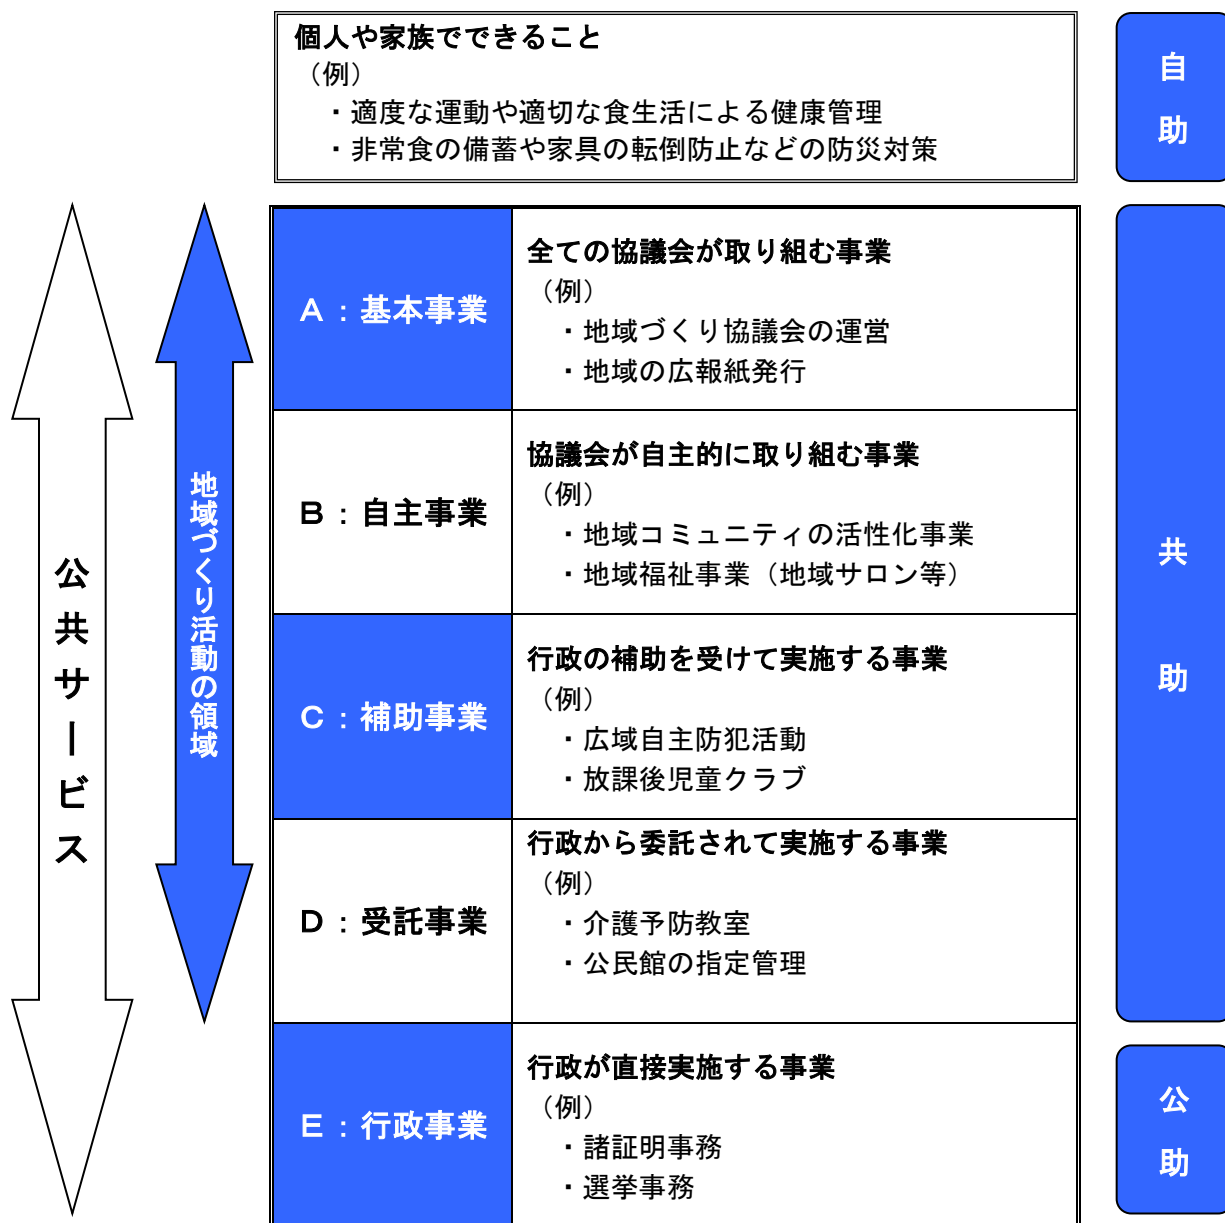 個人や家族でできること
（例）
・適度な運動や適切な食生活による健康管理
・非常食の備蓄や家具の転倒防止などの防災対策
自助
公共サービス
地域づくり活動の領域
Ａ：基本事業
全ての協議会が取り組む事業
（例）
・地域づくり協議会の運営
・地域の広報紙発行
Ｂ：自主事業
協議会が自主的に取り組む事業
（例）
・地域コミュニティの活性化事業
・地域福祉事業（地域サロン等）
Ｃ：補助事業
行政の補助を受けて実施する事業
（例）
・広域自主防犯活動
・放課後児童クラブ
Ｄ：受託事業
行政から委託されて実施する事業
（例）
・介護予防教室
・公民館の指定管理
共助
Ｅ：行政事業
行政が直接実施する事業
（例）
・諸証明事務
・選挙事務
公助